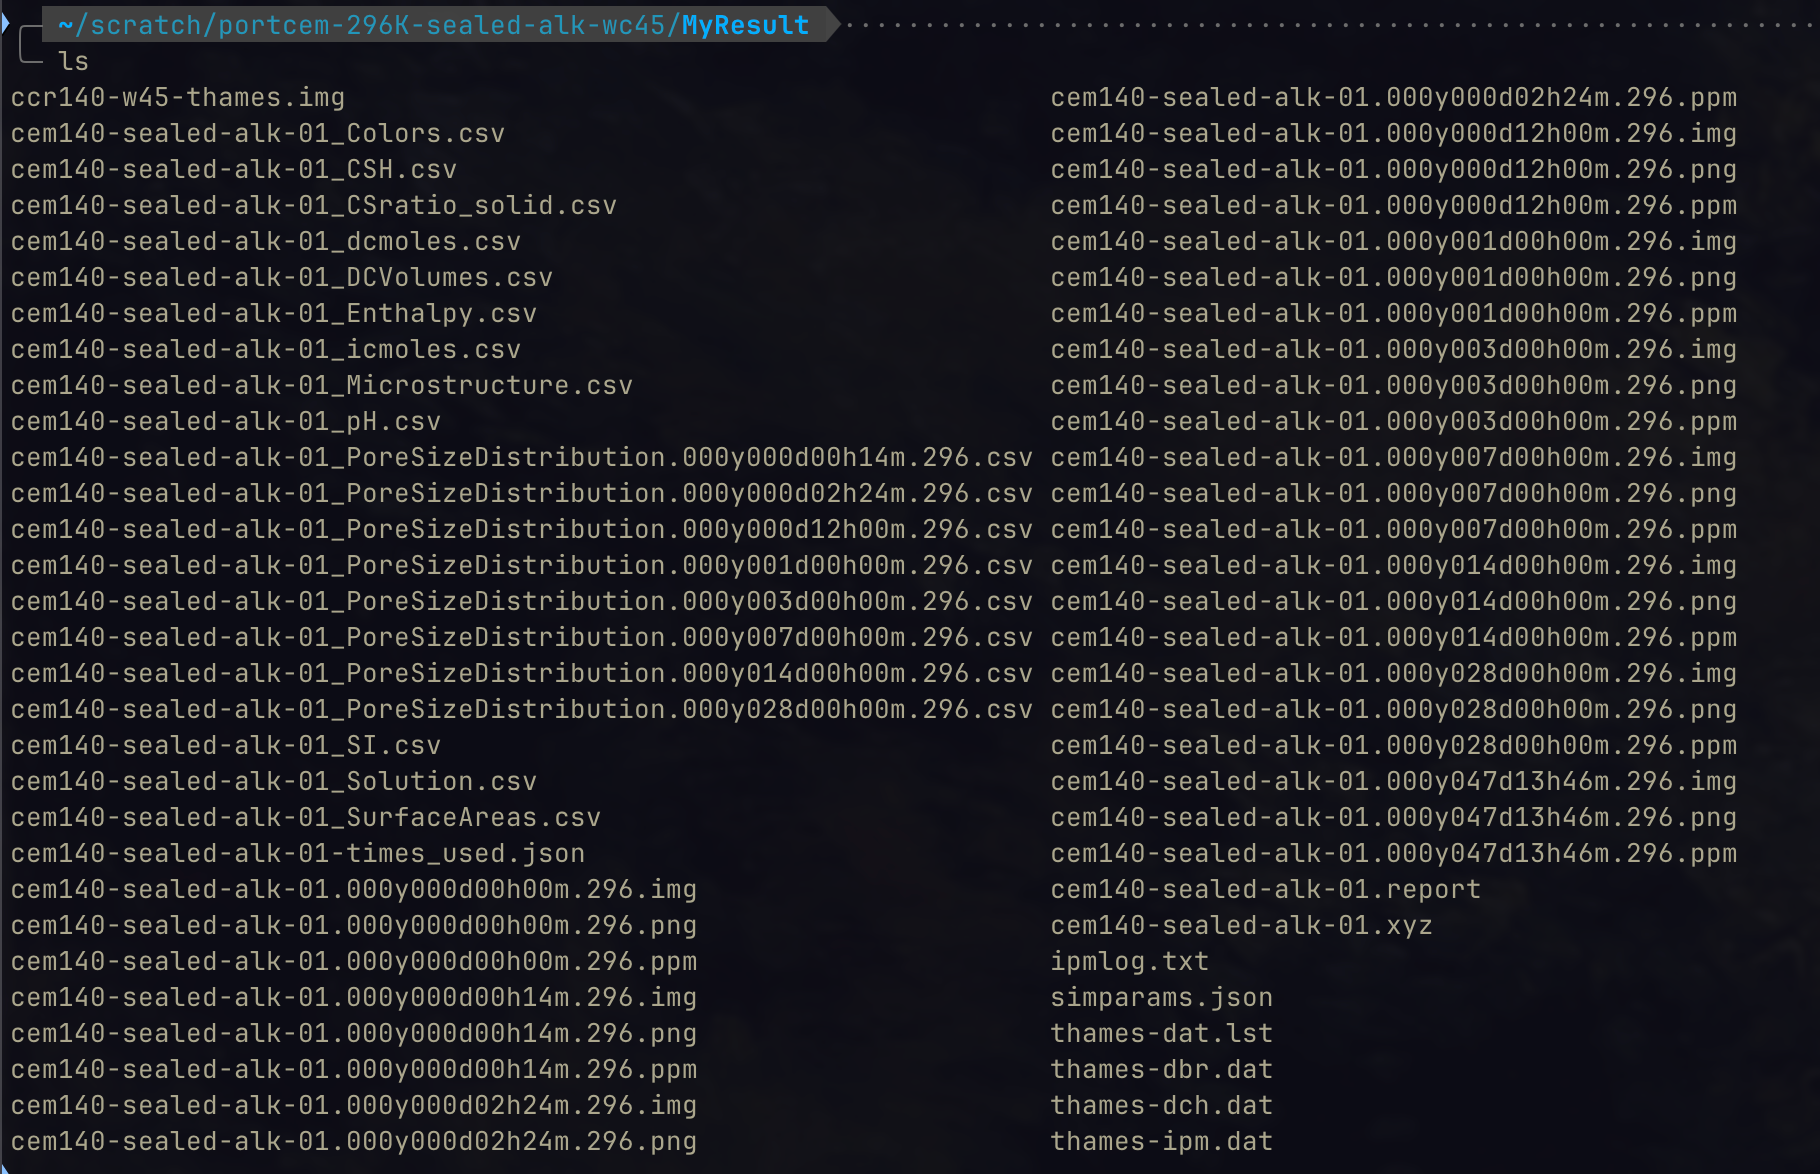 ~/scratch/portcem-296K-sealed-alk-wc45/MyResult
ls
ccr140-w45-thames.img
cem140-sealed-alk-01_Colors.csv
cem140-sealed-alk-01_CSH.csv
cem140-sealed-alk-01_CSratio_solid.csv
cem140-sealed-alk-01_dcmoles.csv
cem140-sealed-alk-01_DCVolumes.csv
cem140-sealed-alk-01_Enthalpy.csv
cem140-sealed-alk-01_icmoles.csv
cem140-sealed-alk-01_Microstructure.csv
cem140-sealed-alk-01_pH.csv
cem140-sealed-alk-01_PoreSizeDistribution.000y000d00h14m.296.csv
cem140-sealed-alk-01_PoreSizeDistribution.000y000d02h24m.296.csv
cem140-sealed-alk-01_PoreSizeDistribution.000y000d12h00m.296.csv
cem140-sealed-alk-01_PoreSizeDistribution.000y001d00h00m.296.csv
cem140-sealed-alk-01_PoreSizeDistribution.000y003d00h00m.296.csv
cem140-sealed-alk-01_PoreSizeDistribution.000y007d00h00m.296.csv
cem140-sealed-alk-01_PoreSizeDistribution.000y014d00h00m.296.csv
cem140-sealed-alk-01_PoreSizeDistribution.000y028d00h00m.296.csv
cem140-sealed-alk-01_SI.csv
cem140-sealed-alk-01_Solution.csv
cem140-sealed-alk-01_SurfaceAreas.csv
cem140-sealed-alk-01-times_used.json
cem140-sealed-alk-01.000y000d00h00m.296.img
cem140-sealed-alk-01.000y000d00h00m.296.png
cem140-sealed-alk-01.000y000d00h00m.296.ppm
cem140-sealed-alk-01.000y000d00h14m.296.img
cem140-sealed-alk-01.000y000d00h14m.296.png
cem140-sealed-alk-01.000y000d00h14m.296.ppm
cem140-sealed-alk-01.000y000d02h24m.296.img
cem140-sealed-alk-01.000y000d02h24m.296.png
cem140-sealed-alk-01.000y000d02h24m.296.ppm
cem140-sealed-alk-01.000y000d12h00m.296.img
cem140-sealed-alk-01.000y000d12h00m.296.png
cem140-sealed-alk-01.000y000d12h00m.296.ppm
cem140-sealed-alk-01.000y001d00h00m.296.img
cem140-sealed-alk-01.000y001d00h00m.296.png
cem140-sealed-alk-01.000y001d00h00m.296.ppm
cem140-sealed-alk-01.000y003d00h00m.296.img
cem140-sealed-alk-01.000y003d00h00m.296.png
cem140-sealed-alk-01.000y003d00h00m.296.ppm
cem140-sealed-alk-01.000y007d00h00m.296.img
cem140-sealed-alk-01.000y007d00h00m.296.png
cem140-sealed-alk-01.000y007d00h00m.296.ppm
cem140-sealed-alk-01.000y014d00h00m.296.img
cem140-sealed-alk-01.000y014d00h00m.296.png
cem140-sealed-alk-01.000y014d00h00m.296.ppm
cem140-sealed-alk-01.000y028d00h00m.296.img
cem140-sealed-alk-01.000y028d00h00m.296.png
cem140-sealed-alk-01.000y028d00h00m.296.ppm
cem140-sealed-alk-01.000y047d13h46m.296.img
cem140-sealed-alk-01.000y047d13h46m.296.png
cem140-sealed-alk-01.000y047d13h46m.296.ppm
cem140-sealed-alk-01.report
cem140-sealed-alk-01.xyz
ipmlog.txt
simparams.json
thames-dat.lst
thames-dbr.dat
thames-dch.dat
thames-ipm.dat